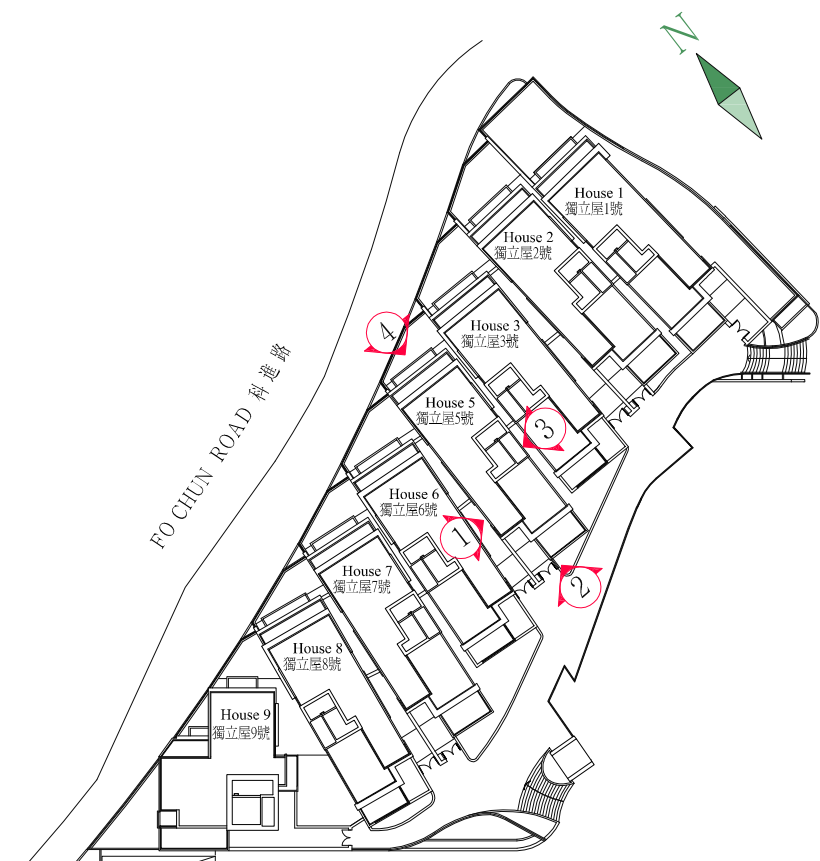 N
House 1
獨立屋1號
House 2
獨立屋2號
House 3
獨立屋3號
4
FO CHUN ROAD 科進路
House 5
獨立屋5號
3
House 6
獨立屋6號
1
House 7
獨立屋7號
2
House 8
獨立屋8號
House 9
獨立屋9號